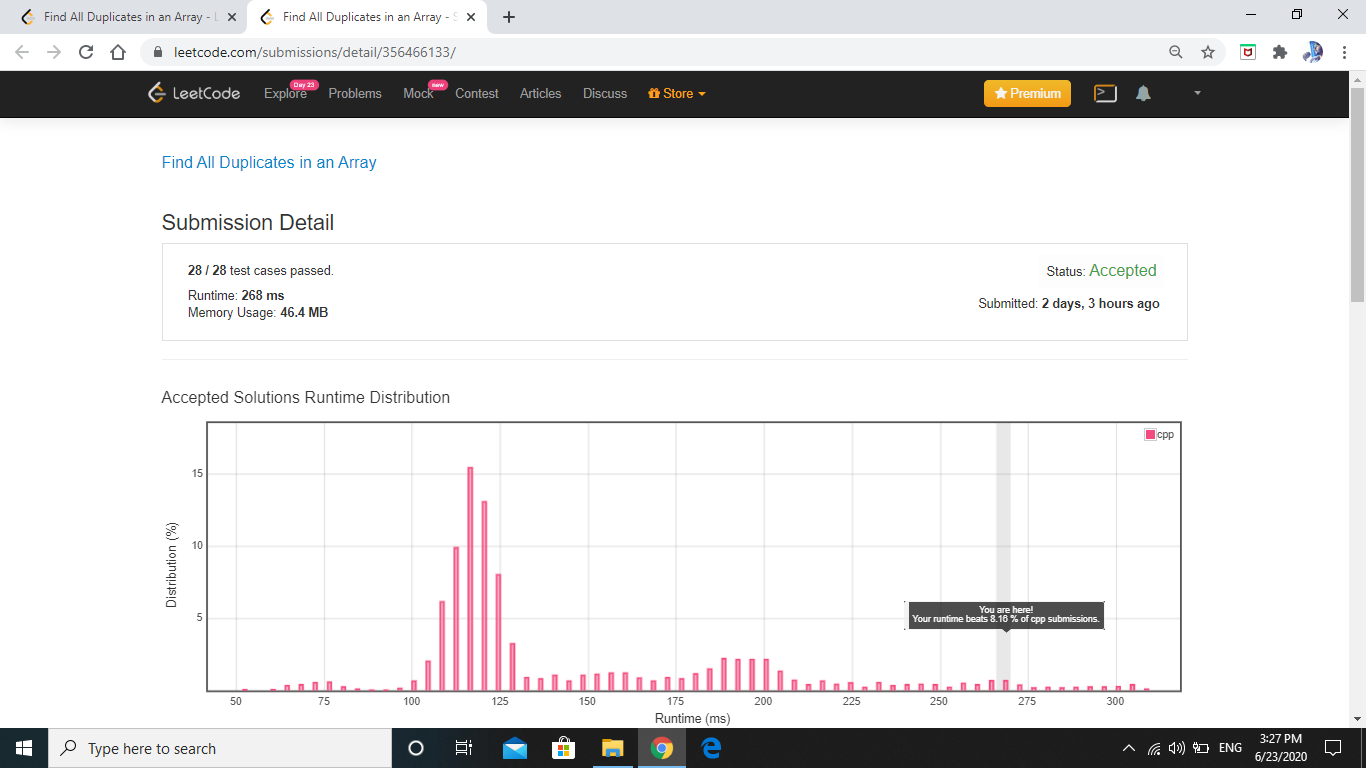 Find All Duplicates in an Array - L
Find All Duplicates in an Array - S
leetcode.com/submissions/detail/356466133/
LeetCode
Explore
Day 23
Problems
Mock
new
Contest
Articles
Discuss
Store
Premium
Find All Duplicates in an Array
Submission Detail
28 / 28 test cases passed.
Status: Accepted
Runtime: 268 ms
Submitted: 2 days, 3 hours ago
Memory Usage: 46.4 MB
Accepted Solutions Runtime Distribution
cpp
15
10
5
Distribution (%)
You are here!
Your runtime beats 8.16 % of cpp submissions.
50 75 100 125 150 175 200 225 250 275 300
Runtime (ms)
Type here to search
ENG
3:27 PM
6/23/2020